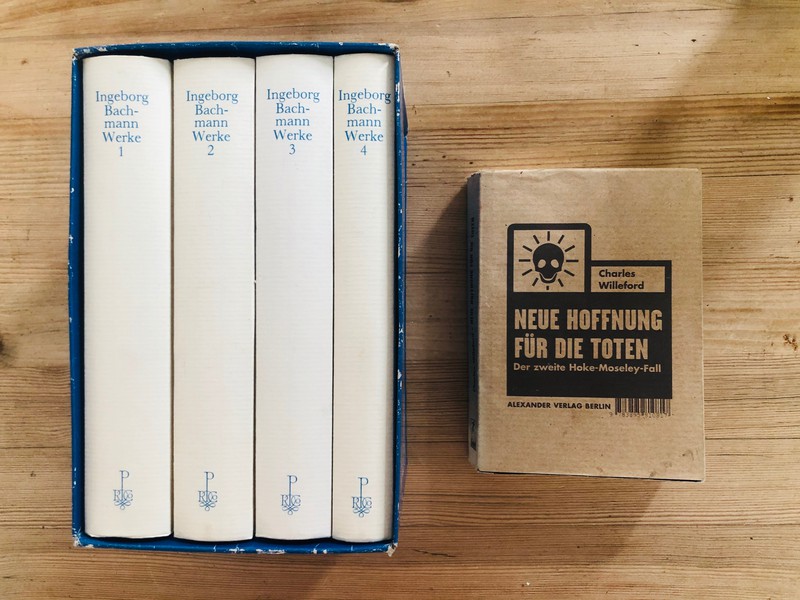 Ingeborg
Bach-
mann
Werke
1
Ingeborg
Bach-
mann
Werke
2
Ingeborg
Bach-
mann
Werke
3
Ingeborg
Bach-
mann
Werke
4
Charles
Willeford
NEUE HOFFNUNG
FÜR DIE TOTEN
Der zweite Hoke-Moseley-Fall
ALEXANDER VERLAG BERLIN